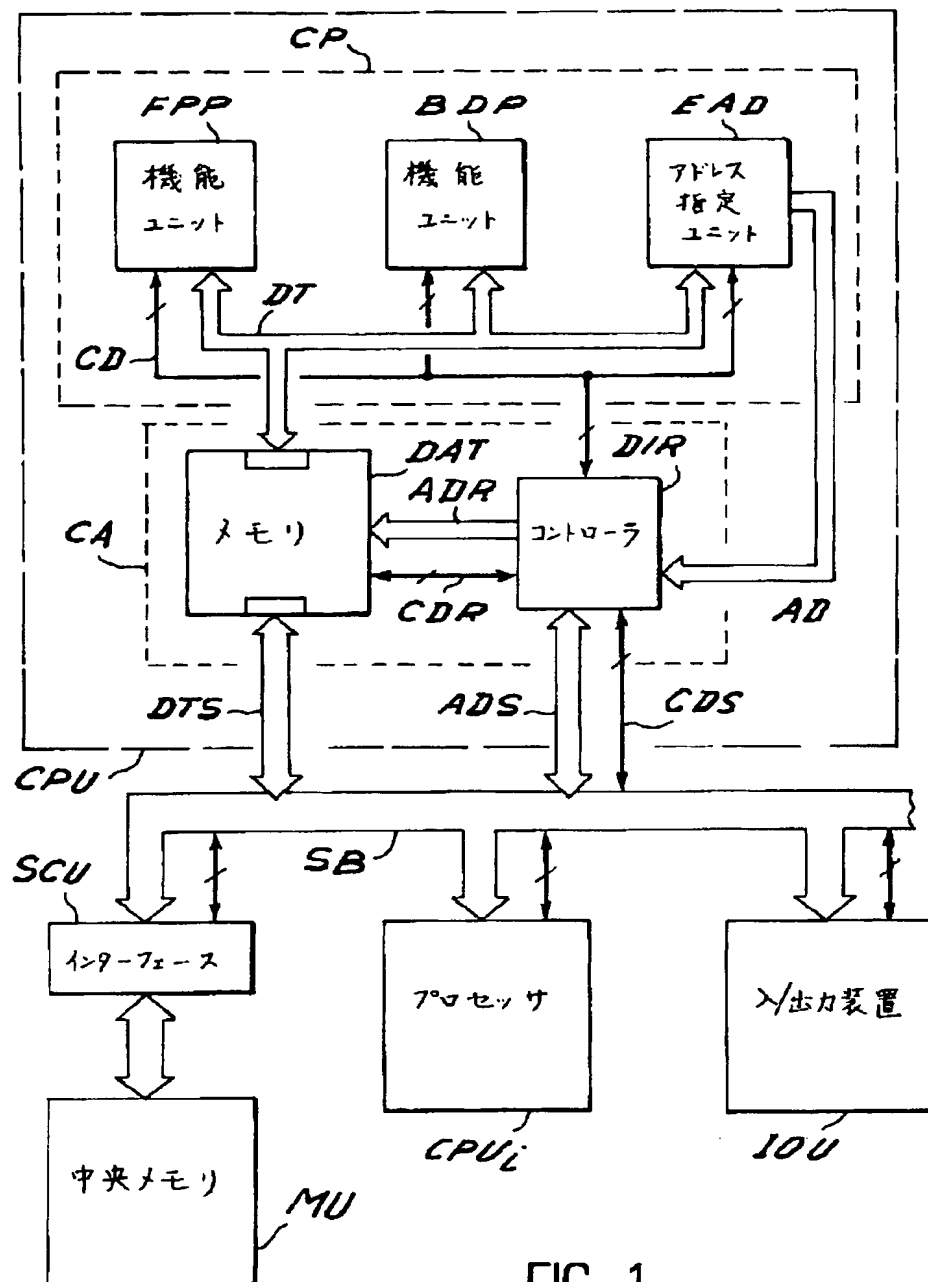 CP
FPP
BDP
EAD
機能
ユニット
機能
ユニット
アドレス
指定
ユニット
DT
CD
DAT
DIR
ADR
メモリ
コントローラ
CA
CDR
AD
DTS
ADS
CDS
CPU
SCU
SB
インターフェース
プロセッサ
入/出力装置
CPUi
IOU
中央メモリ
MU
FIG. 1